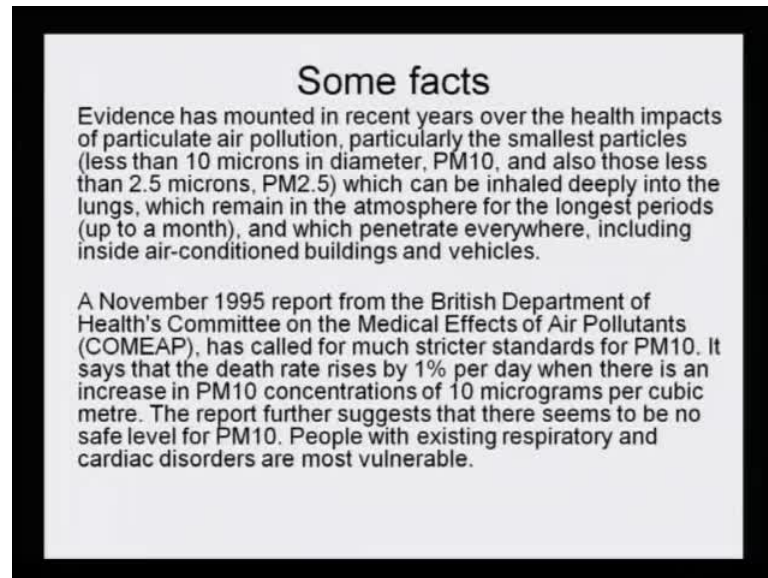 Some facts
Evidence has mounted in recent years over the health impacts
of particulate air pollution, particularly the smallest particles
(less than 10 microns in diameter, PM10, and also those less
than 2.5 microns, PM2.5) which can be inhaled deeply into the
lungs, which remain in the atmosphere for the longest periods
(up to a month), and which penetrate everywhere, including
inside air-conditioned buildings and vehicles.
A November 1995 report from the British Department of
Health's Committee on the Medical Effects of Air Pollutants
(COMEAP), has called for much stricter standards for PM10. It
says that the death rate rises by 1% per day when there is an
increase in PM10 concentrations of 10 micrograms per cubic
metre. The report further suggests that there seems to be no
safe level for PM10. People with existing respiratory and
cardiac disorders are most vulnerable.